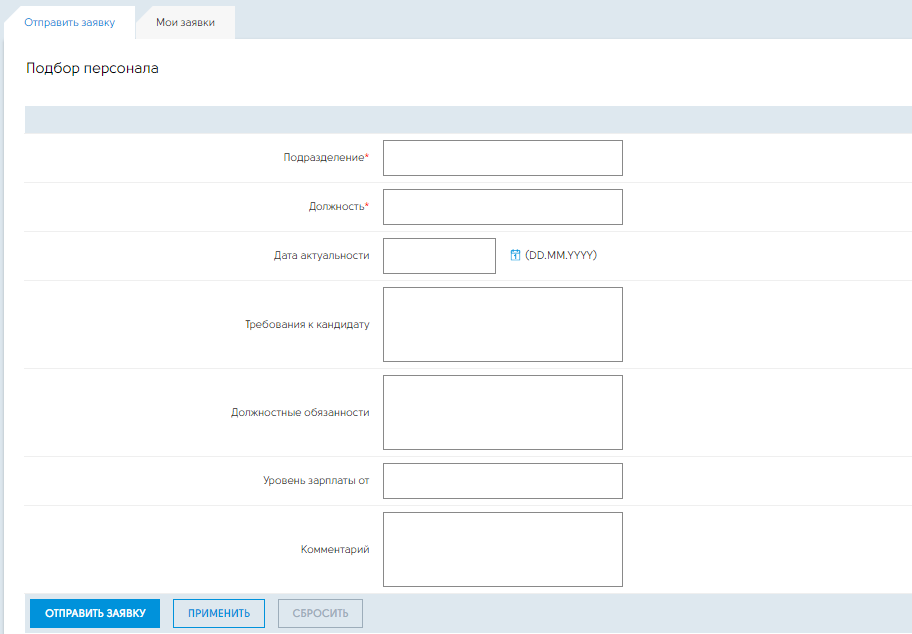 Отправить заявку
Мои заявки
Подбор персонала
Подразделение*
Должность*
Дата актуальности
(DD.MM.YYYY)
Требования к кандидату
Должностные обязанности
Уровень зарплаты от
Комментарий
ОТПРАВИТЬ ЗАЯВКУ
ПРИМЕНИТЬ
СБРОСИТЬ